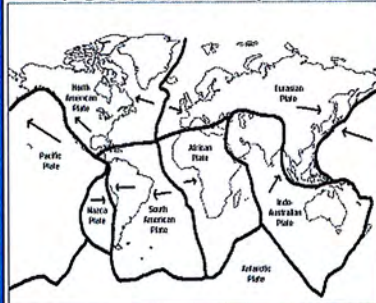 North
American
Plate
Eurasian
Plate
African
Plate
Pacific
Plate
Nazca
Plate
South
American
Plate
Indo-
Australian
Plate
Antarctic
Plate